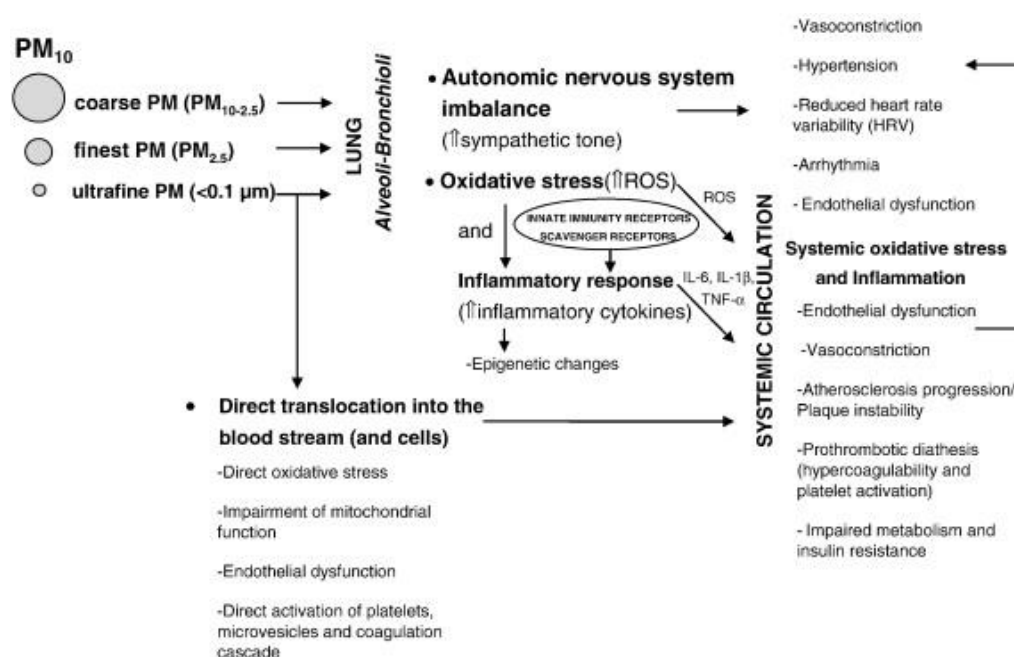 PM10
coarse PM (PM10-2.5)
finest PM (PM2.5)
ultrafine PM (<0.1 µm)
LUNG
Alveoli-Bronchioli
• Autonomic nervous system
imbalance
(⇑sympathetic tone)
• Oxidative stress(⇑ROS)
and
INNATE IMMUNITY RECEPTORS
SCAVENGER RECEPTORS
ROS
Inflammatory response
(⇑inflammatory cytokines)
IL-6, IL-1β,
TNF-α
-Epigenetic changes
• Direct translocation into the
blood stream (and cells)
-Direct oxidative stress
-Impairment of mitochondrial
function
-Endothelial dysfunction
-Direct activation of platelets,
microvesicles and coagulation
cascade
SYSTEMIC CIRCULATION
-Vasoconstriction
-Hypertension
-Reduced heart rate
variability (HRV)
-Arrhythmia
- Endothelial dysfunction
Systemic oxidative stress
and Inflammation
-Endothelial dysfunction
-Vasoconstriction
-Atherosclerosis progression/
Plaque instability
-Prothrombotic diathesis
(hypercoagulability and
platelet activation)
- Impaired metabolism and
insulin resistance